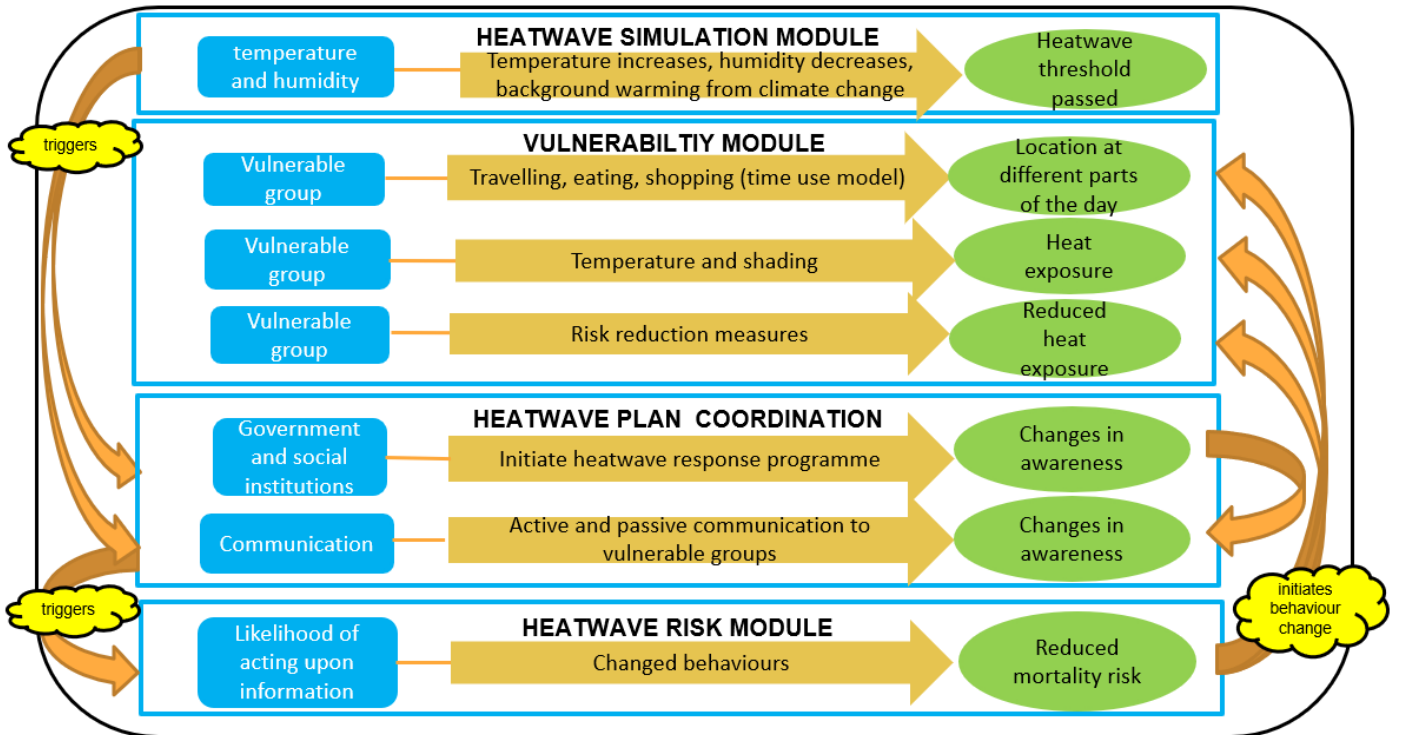 HEATWAVE SIMULATION MODULE
temperature
and humidity
Temperature increases, humidity decreases,
background warming from climate change
Heatwave
threshold
passed
triggers
VULNERABILTIY MODULE
Vulnerable
group
Travelling, eating, shopping (time use model)
Location at
different parts
of the day
Vulnerable
group
Temperature and shading
Heat
exposure
Vulnerable
group
Risk reduction measures
Reduced
heat
exposure
HEATWAVE PLAN COORDINATION
Government
and social
institutions
Initiate heatwave response programme
Changes in
awareness
Communication
Active and passive communication to
vulnerable groups
Changes in
awareness
triggers
initiates
behaviour
change
HEATWAVE RISK MODULE
Likelihood of
acting upon
information
Changed behaviours
Reduced
mortality risk